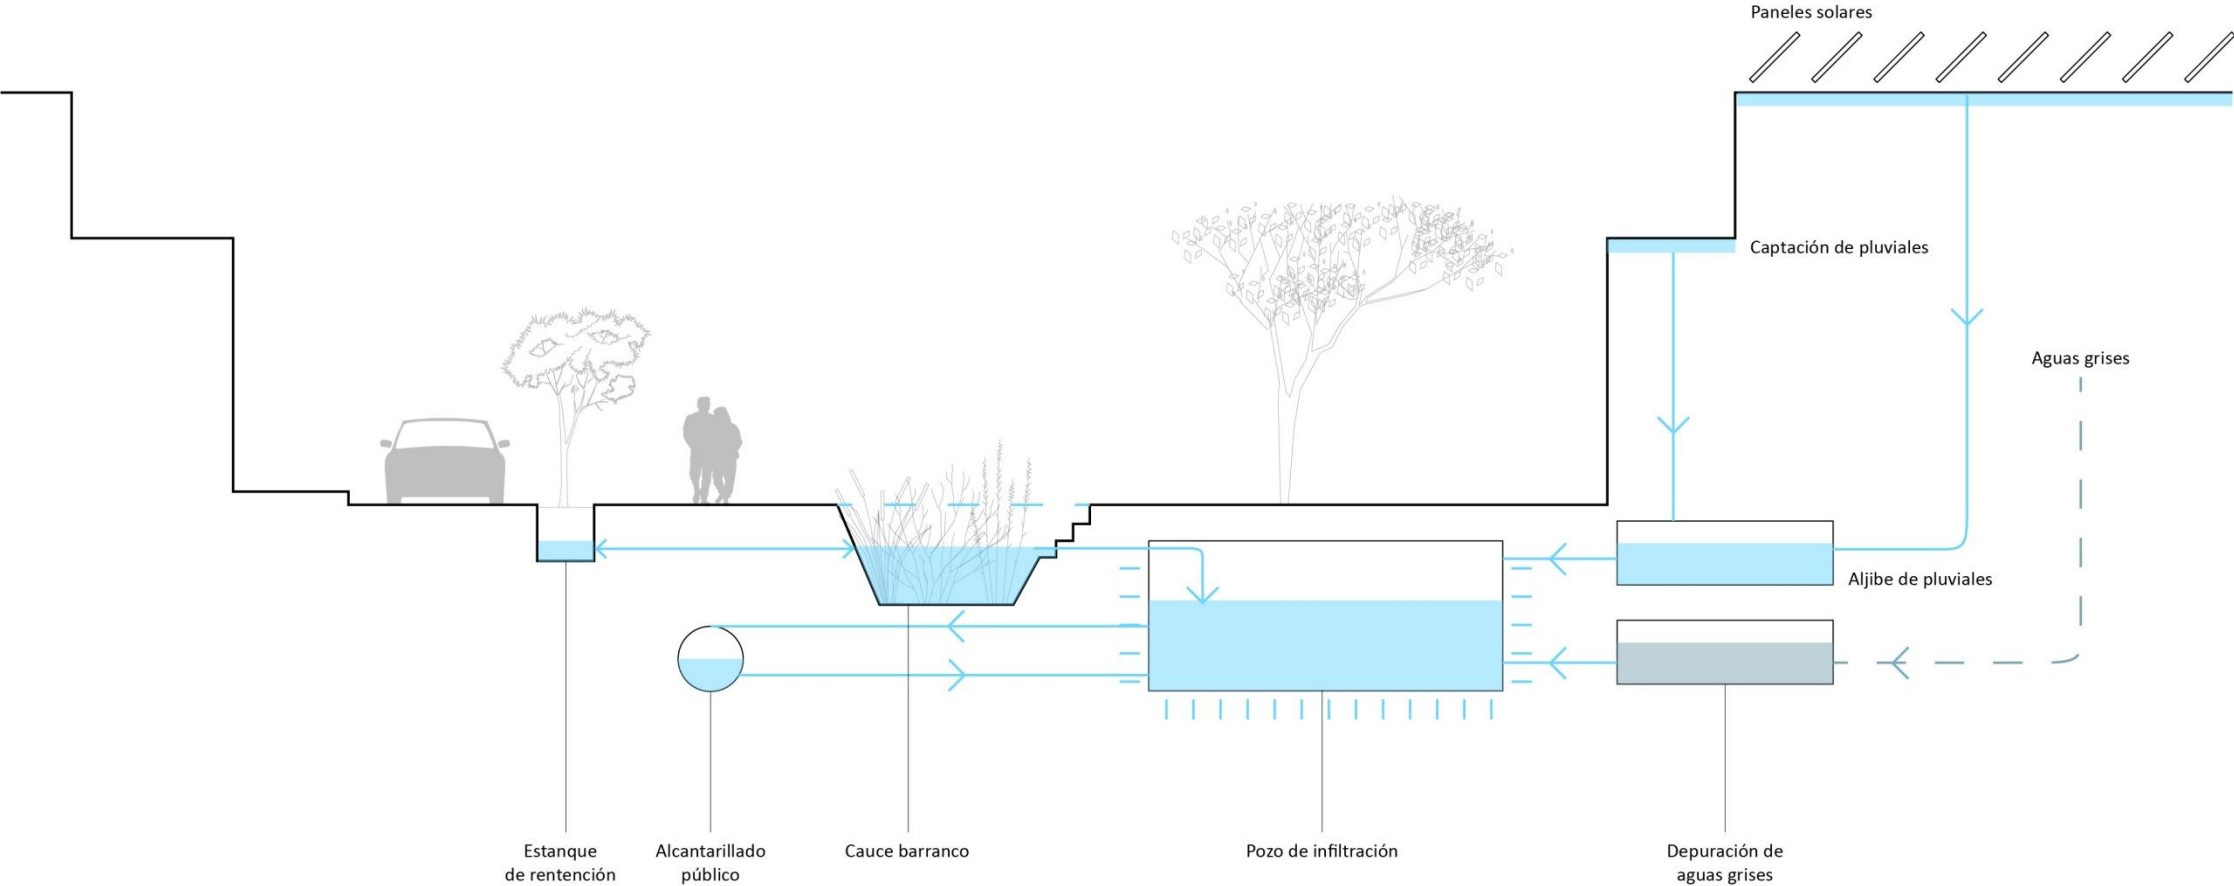 Paneles solares
Captación de pluviales
Aguas grises
Aljibe de pluviales
Estanque
de rentención
Alcantarillado
público
Cauce barranco
Pozo de infiltración
Depuración de
aguas grises